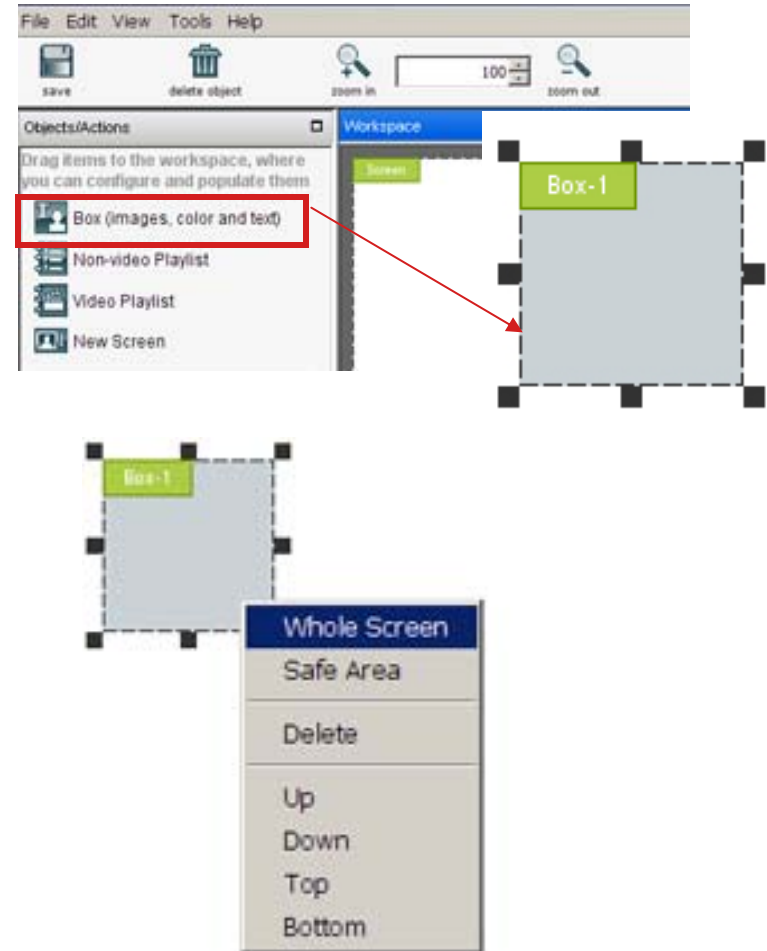 File Edit View Tools Help
save delete object zoom in 100 zoom out
Objects/Actions Workspace
Drag items to the workspace, where
you can configure and populate them
Screen
Box-1
Box (images, color and text)
Non-video Playlist
Video Playlist
New Screen
Box-1
Whole Screen
Safe Area
Delete
Up
Down
Top
Bottom